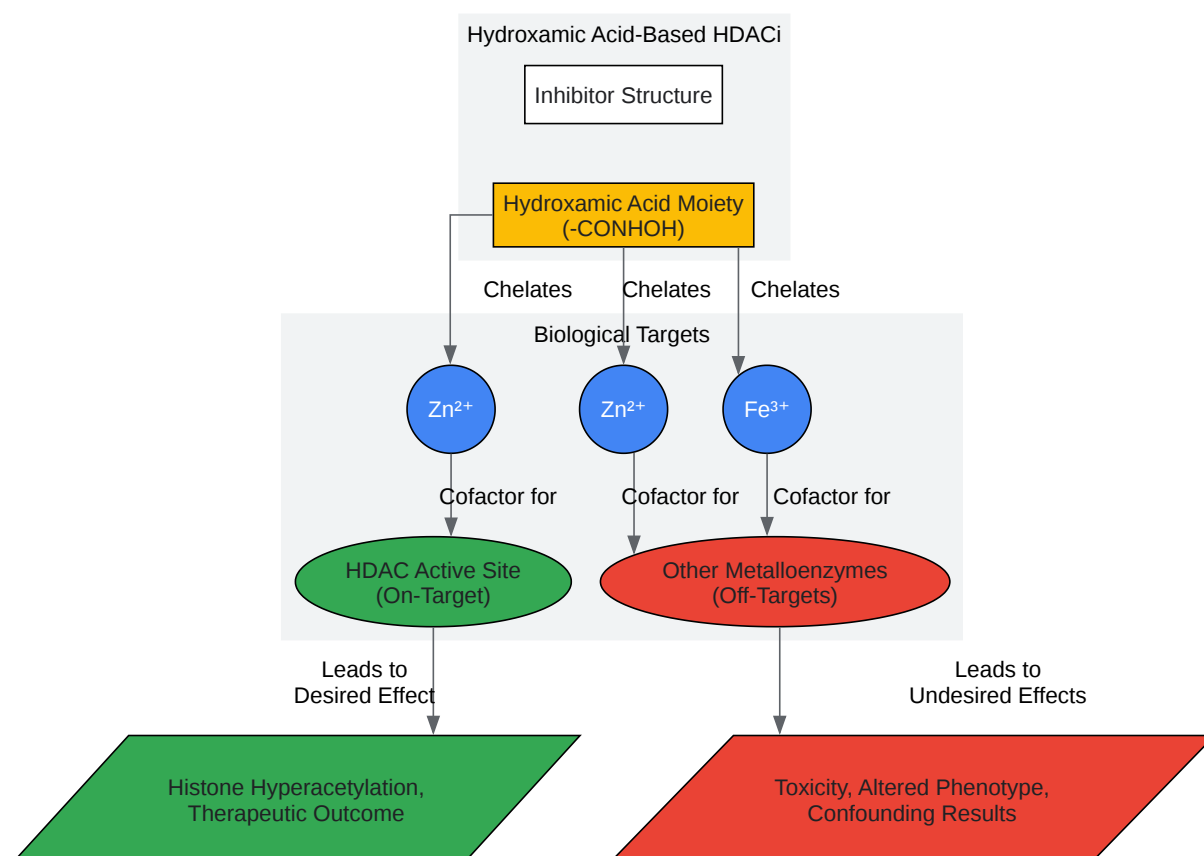 Hydroxamic Acid-Based HDACi
Inhibitor Structure
Hydroxamic Acid Moiety
(-CONHOH)
Chelates
Chelates
Chelates
Biological Targets
Zn²⁺
Zn²⁺
Fe³⁺
Cofactor for
Cofactor for
Cofactor for
HDAC Active Site
(On-Target)
Other Metalloenzymes
(Off-Targets)
Leads to
Desired Effect
Leads to
Undesired Effects
Histone Hyperacetylation,
Therapeutic Outcome
Toxicity, Altered Phenotype,
Confounding Results